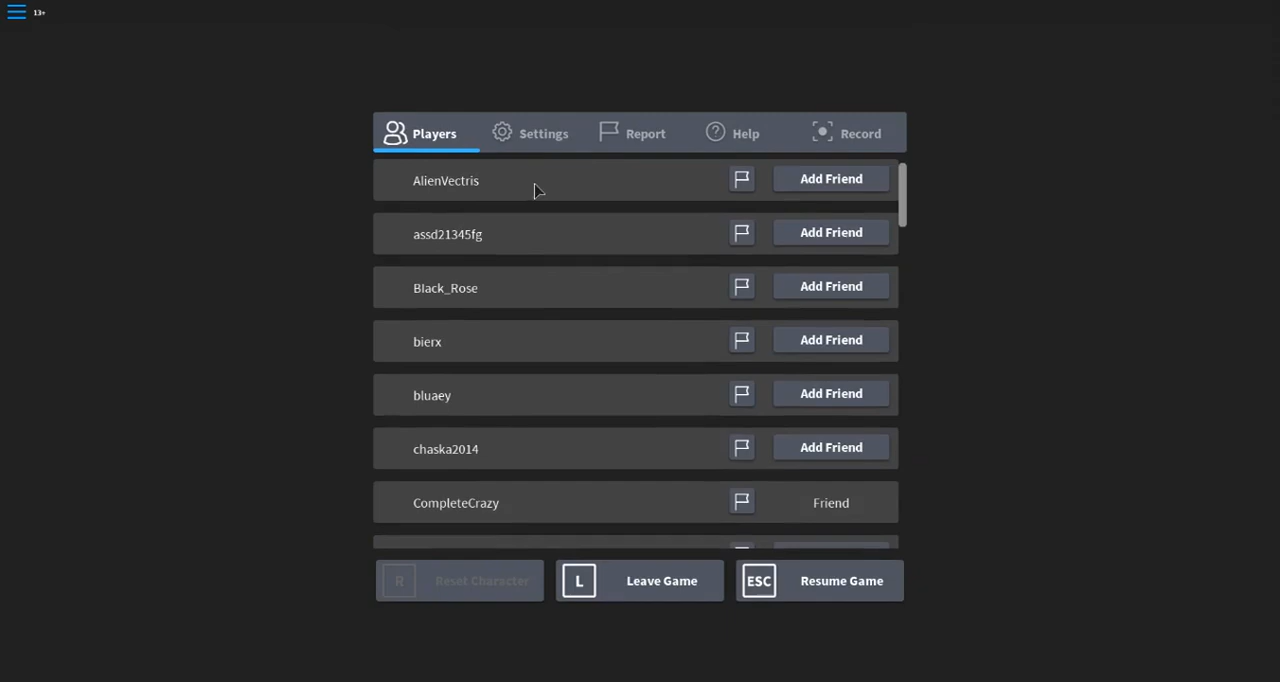 13+
Players Settings Report Help Record
AlienVectris Add Friend
assd21345fg Add Friend
BIack_Rose Add Friend
bierx Add Friend
bluaey Add Friend
chaska2014 Add Friend
CompleteCrazy Friend
R Reset Character L Leave Game ESC Resume Game